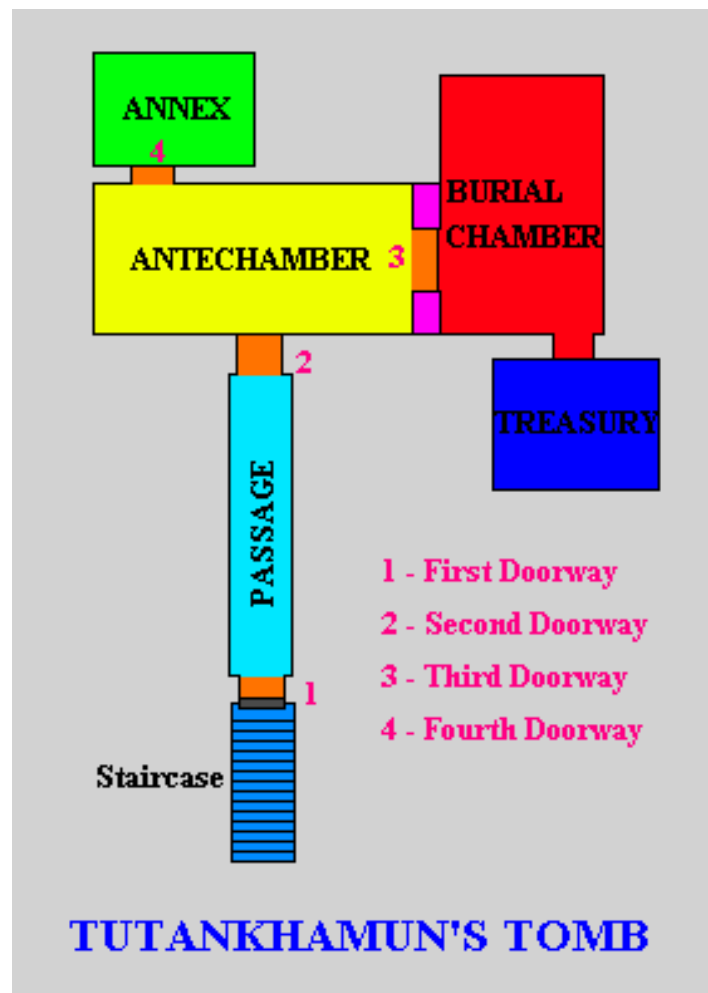 ANNEX
4
BURIAL
CHAMBER
ANTECHAMBER
3
2
TREASURY
PASSAGE
1 - First Doorway
2 - Second Doorway
3 - Third Doorway
4 - Fourth Doorway
1
Staircase
TUTANKHAMUN'S TOMB